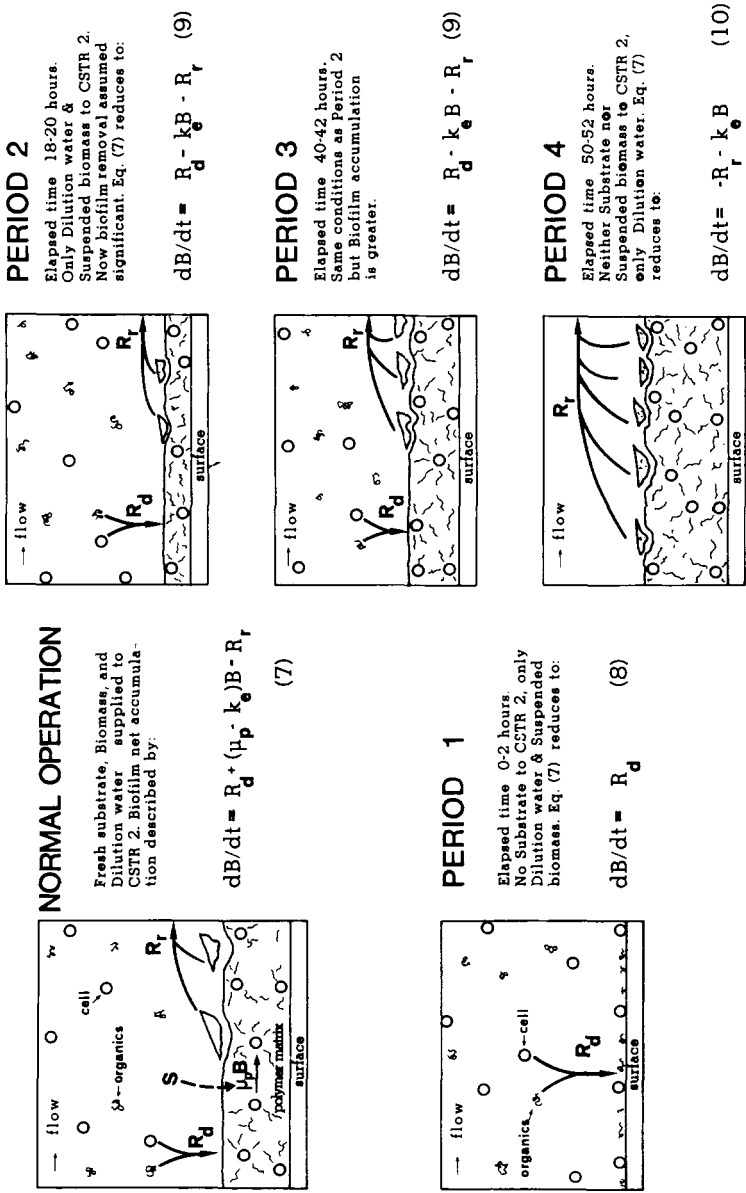 NORMAL OPERATION
Fresh substrate, Biomass, and
Dilution water supplied to
CSTR 2. Biofilm net accumula-
tion described by:
dB/dt = R_d + (μ_p - k_e)B - R_r
(7)
→ flow
cell
organics
S
R_d
μ_pB
R_r
polymer matrix
surface
PERIOD 1
Elapsed time 0-2 hours.
No Substrate to CSTR 2, only
Dilution water & Suspended
biomass. Eq. (7) reduces to:
dB/dt = R_d (8)
→ flow
organics
cell
R_d
surface
PERIOD 2
Elapsed time 18-20 hours.
Only Dilution water &
Suspended biomass to CSTR 2.
Now biofilm removal assumed
significant. Eq. (7) reduces to:
dB/dt = R_d - k_eB - R_r (9)
→ flow
R_d
R_r
surface
PERIOD 3
Elapsed time 40-42 hours.
Same conditions as Period 2
but Biofilm accumulation
is greater.
dB/dt = R_d - k_eB - R_r (9)
→ flow
R_d
R_r
surface
PERIOD 4
Elapsed time 50-52 hours.
Neither Substrate nor
Suspended biomass to CSTR 2,
only Dilution water. Eq. (7)
reduces to:
dB/dt = -R_r - k_eB (10)
→ flow
R_r
surface